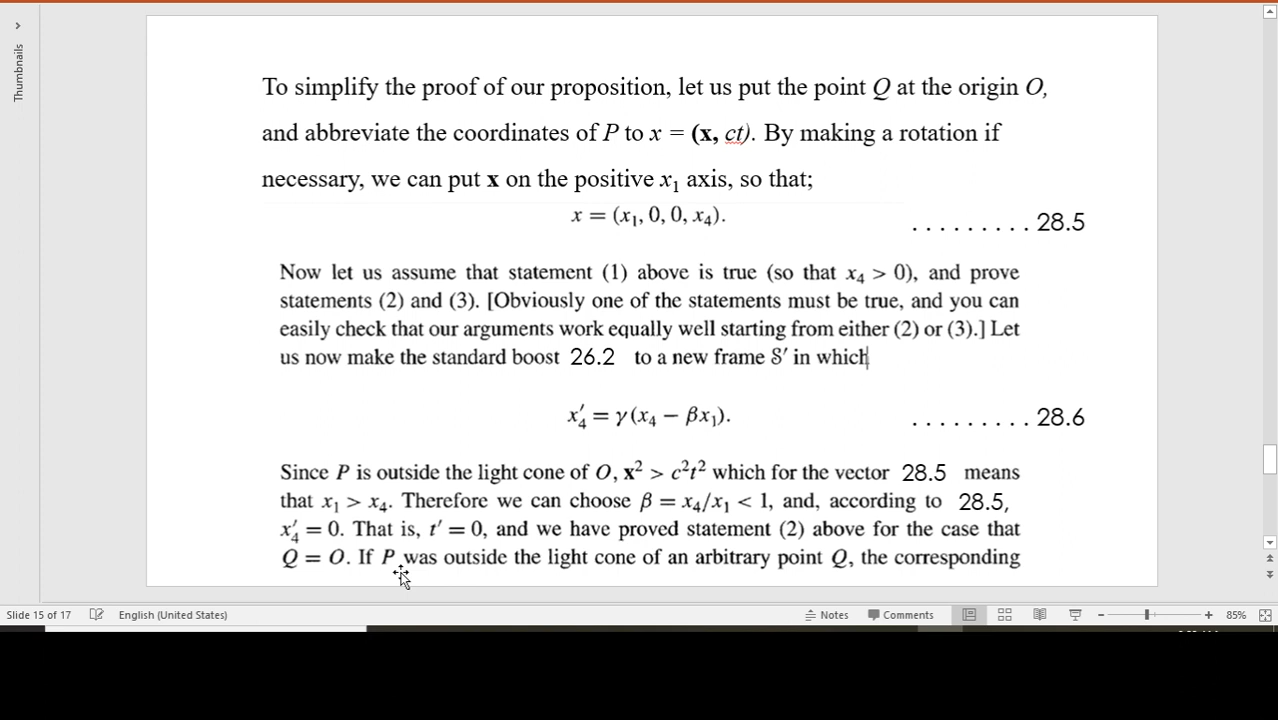 Thumbnails
To simplify the proof of our proposition, let us put the point Q at the origin O,
and abbreviate the coordinates of P to x = (x, ct). By making a rotation if
necessary, we can put x on the positive x₁ axis, so that;
x = (x₁, 0, 0, x₄).
. . . . . . . . . 28.5
Now let us assume that statement (1) above is true (so that x₄ > 0), and prove
statements (2) and (3). [Obviously one of the statements must be true, and you can
easily check that our arguments work equally well starting from either (2) or (3).] Let
us now make the standard boost 26.2 to a new frame S′ in which
x₄′ = γ(x₄ − βx₁).
. . . . . . . . . 28.6
Since P is outside the light cone of O, x² > c²t² which for the vector 28.5 means
that x₁ > x₄. Therefore we can choose β = x₄/x₁ < 1, and, according to 28.5,
x₄′ = 0. That is, t′ = 0, and we have proved statement (2) above for the case that
Q = O. If P was outside the light cone of an arbitrary point Q, the corresponding
Slide 15 of 17 English (United States) Notes Comments 85%